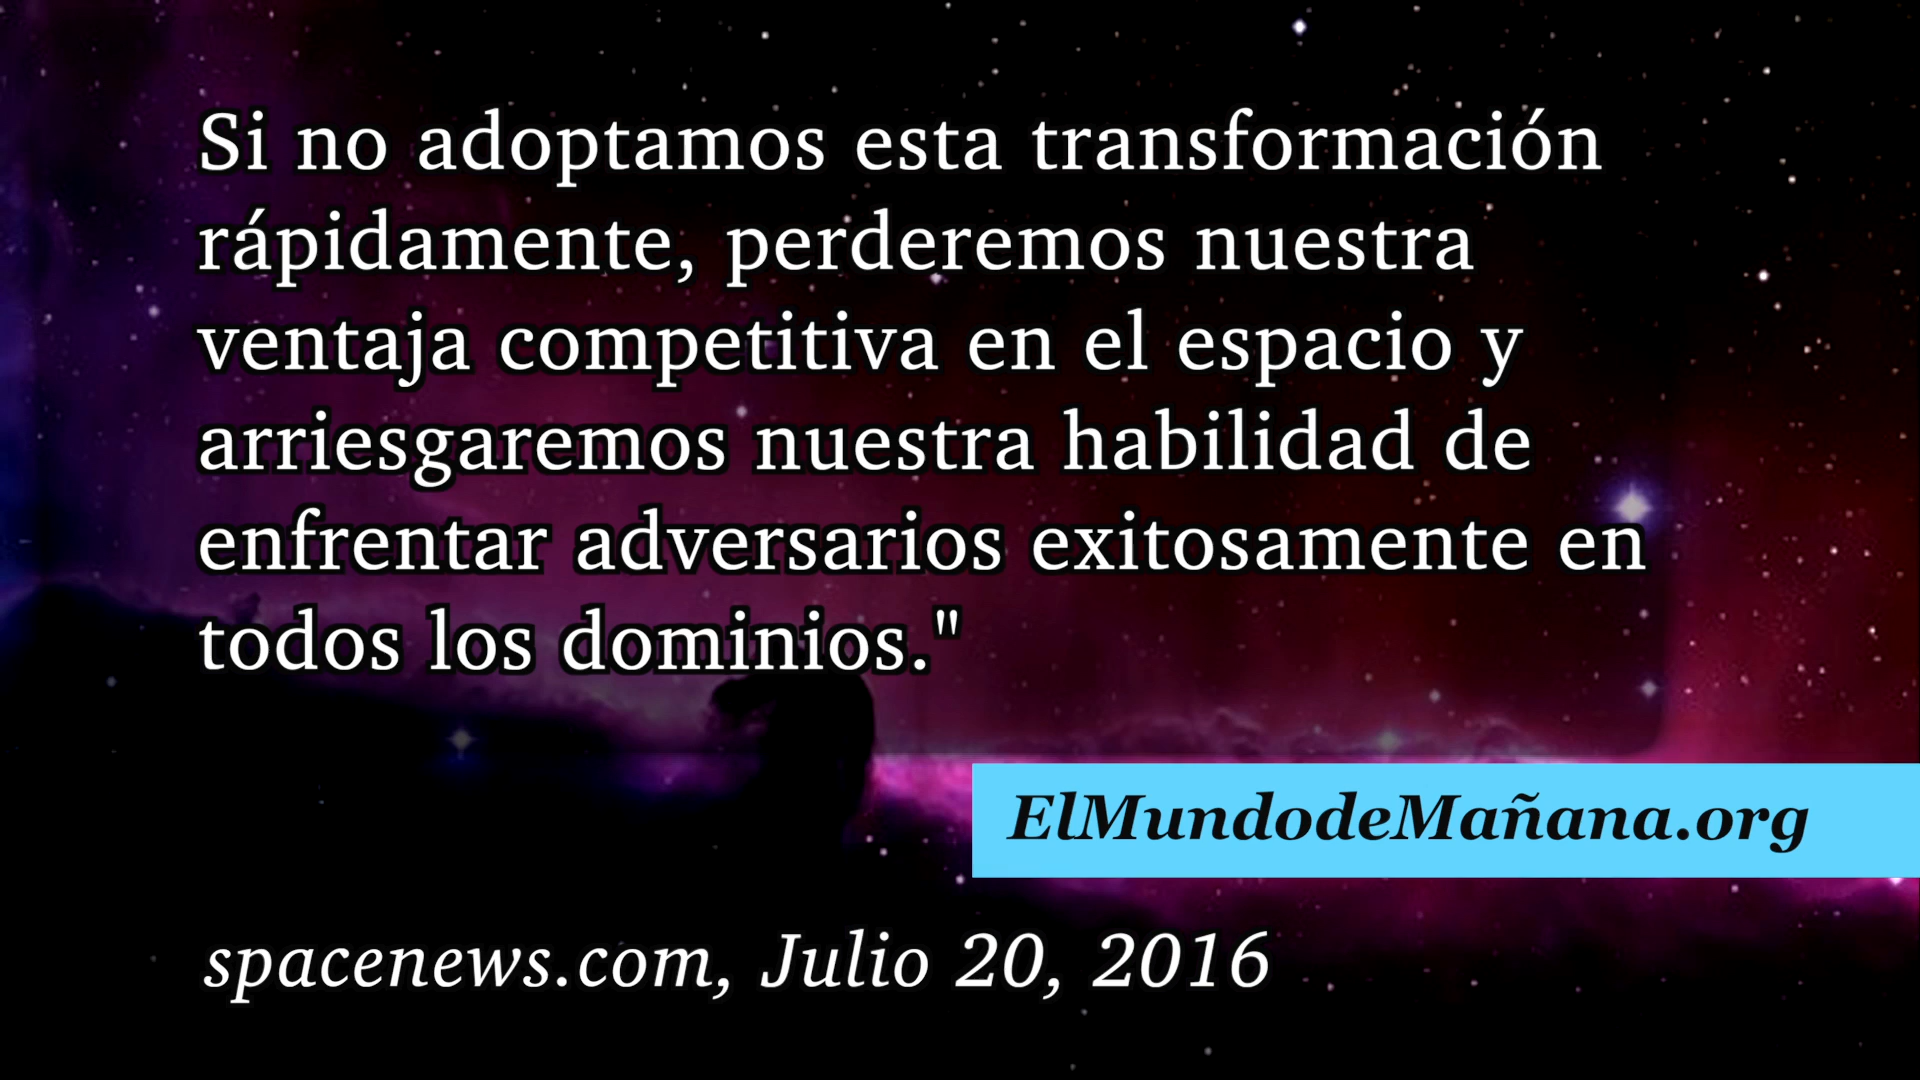 Si no adoptamos esta transformación
rápidamente, perderemos nuestra
ventaja competitiva en el espacio y
arriesgaremos nuestra habilidad de
enfrentar adversarios exitosamente en
todos los dominios."
ElMundodeMañana.org
spacenews.com, Julio 20, 2016